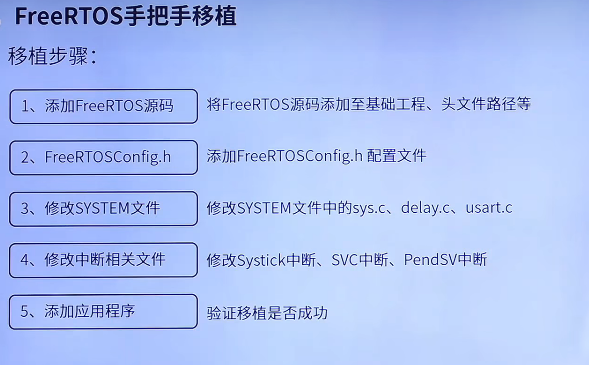 FreeRTOS手把手移植
移植步骤：
1、添加FreeRTOS源码 将FreeRTOS源码添加至基础工程、头文件路径等
2、FreeRTOSConfig.h 添加FreeRTOSConfig.h 配置文件
3、修改SYSTEM文件 修改SYSTEM文件中的sys.c、delay.c、usart.c
4、修改中断相关文件 修改Systick中断、SVC中断、PendSV中断
5、添加应用程序 验证移植是否成功